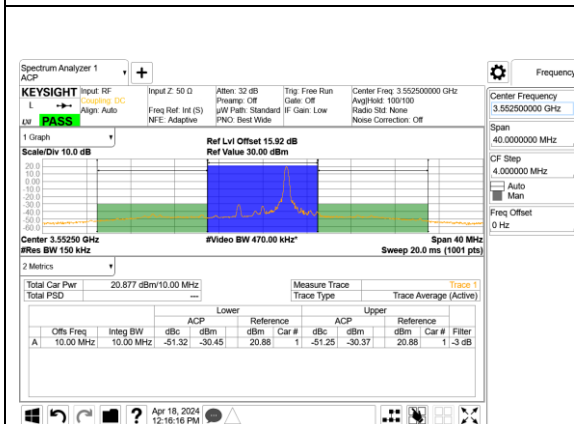 Spectrum Analyzer 1
ACP
Frequency
KEYSIGHT
Input: RF
Coupling: DC
Align: Auto
Input Z: 50 Ω
Freq Ref: Int (S)
NFE: Adaptive
Atten: 32 dB
Preamp: Off
µW Path: Standard
PNO: Best Wide
Trig: Free Run
Gate: Off
IF Gain: Low
Center Freq: 3.552500000 GHz
Avg|Hold: 100/100
Radio Std: None
Noise Correction: Off
L
PASS
Center Frequency
3.552500000 GHz
Span
40.0000000 MHz
CF Step
4.000000 MHz
Auto
Man
Freq Offset
0 Hz
1 Graph
Scale/Div 10.0 dB
Ref Lvl Offset 15.92 dB
Ref Value 30.00 dBm
20.0
10.0
0.00
-10.0
-20.0
-30.0
-40.0
-50.0
-60.0
Center 3.55250 GHz
#Video BW 470.00 kHz*
Span 40 MHz
#Res BW 150 kHz
Sweep 20.0 ms (1001 pts)
2 Metrics
Total Car Pwr 20.877 dBm/10.00 MHz
Total PSD ---
Measure Trace Trace 1
Trace Type Trace Average (Active)
Lower Upper
ACP Reference ACP Reference
Offs Freq Integ BW dBc dBm dBm Car # dBc dBm dBm Car # Filter
A 10.00 MHz 10.00 MHz -51.32 -30.45 20.88 1 -51.25 -30.37 20.88 1 -3 dB
?
Apr 18, 2024
12:16:16 PM